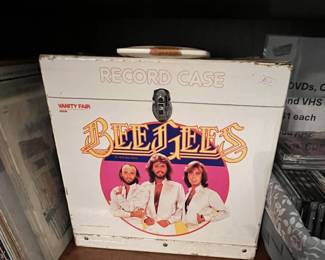 RECORD CASE
VANITY FAIR
BEE GEES
DVDs, C
and VHS
$1 each